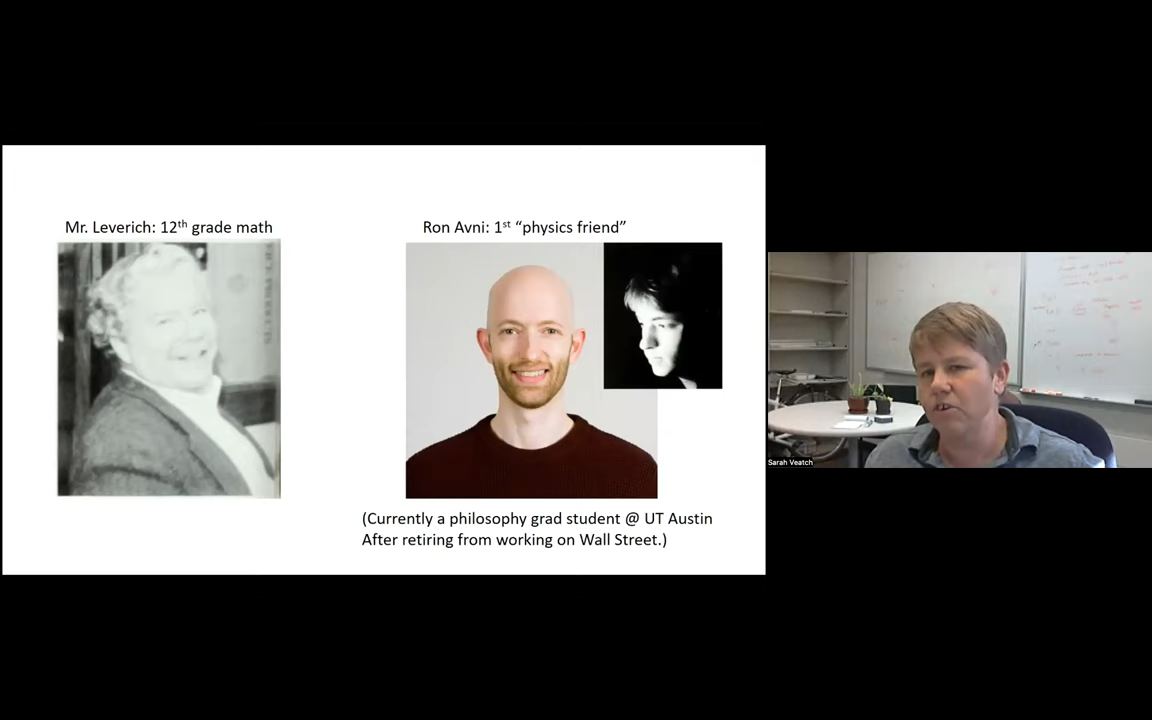 Mr. Leverich: 12th grade math
Ron Avni: 1st “physics friend”
(Currently a philosophy grad student @ UT Austin
After retiring from working on Wall Street.)
Sarah Veatch